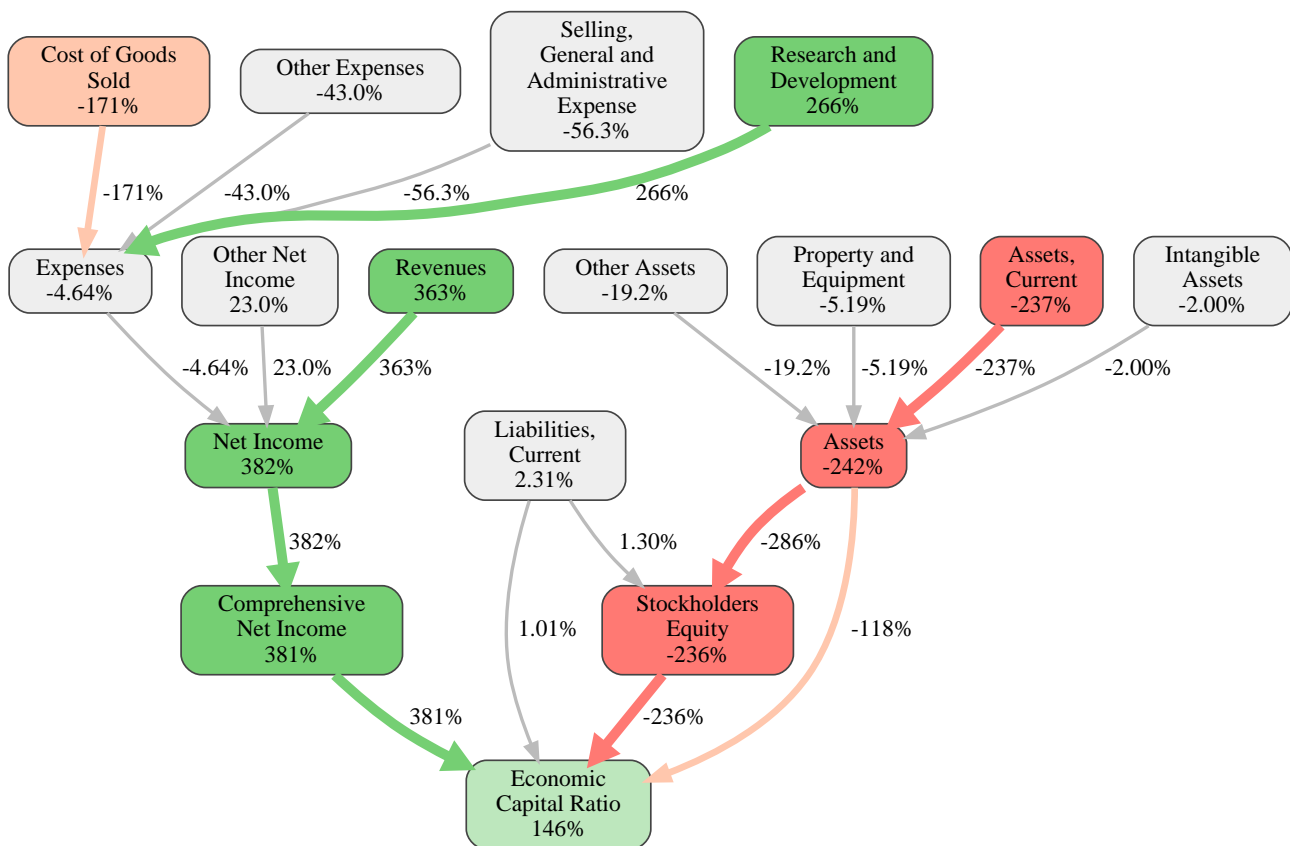 Cost of Goods
Sold
-171%
Other Expenses
-43.0%
Selling,
General and
Administrative
Expense
-56.3%
Research and
Development
266%
-171%
-43.0%
-56.3%
266%
Expenses
-4.64%
Other Net
Income
23.0%
Revenues
363%
Other Assets
-19.2%
Property and
Equipment
-5.19%
Assets,
Current
-237%
Intangible
Assets
-2.00%
-4.64%
23.0%
363%
-19.2%
-5.19%
-237%
-2.00%
Net Income
382%
Liabilities,
Current
2.31%
Assets
-242%
382%
1.30%
-286%
Comprehensive
Net Income
381%
1.01%
Stockholders
Equity
-236%
-118%
381%
-236%
Economic
Capital Ratio
146%